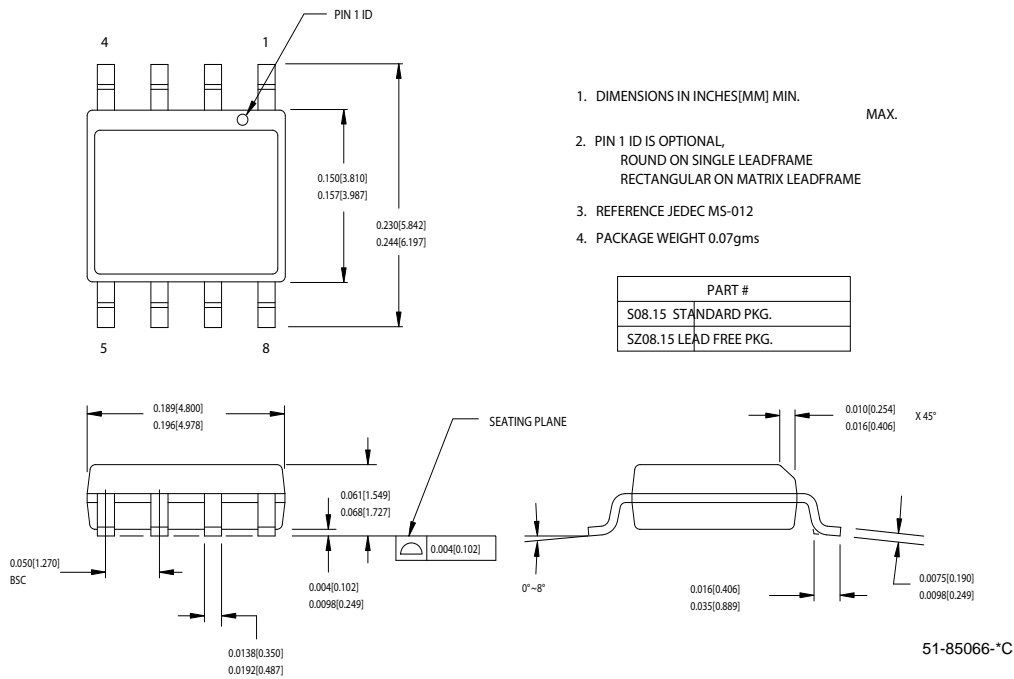 PIN 1 ID
4 1
1. DIMENSIONS IN INCHES[MM] MIN.
MAX.
2. PIN 1 ID IS OPTIONAL,
ROUND ON SINGLE LEADFRAME
RECTANGULAR ON MATRIX LEADFRAME
3. REFERENCE JEDEC MS-012
4. PACKAGE WEIGHT 0.07gms
0.150[3.810]
0.157[3.987]
0.230[5.842]
0.244[6.197]
PART #
S08.15 STANDARD PKG.
SZ08.15 LEAD FREE PKG.
5 8
0.189[4.800]
0.196[4.978]
SEATING PLANE
0.010[0.254]
0.016[0.406]
X 45°
0.061[1.549]
0.068[1.727]
0.004[0.102]
0.050[1.270]
BSC
0.004[0.102]
0.0098[0.249]
0°~8°
0.016[0.406]
0.035[0.889]
0.0075[0.190]
0.0098[0.249]
0.0138[0.350]
0.0192[0.487]
51-85066-*C